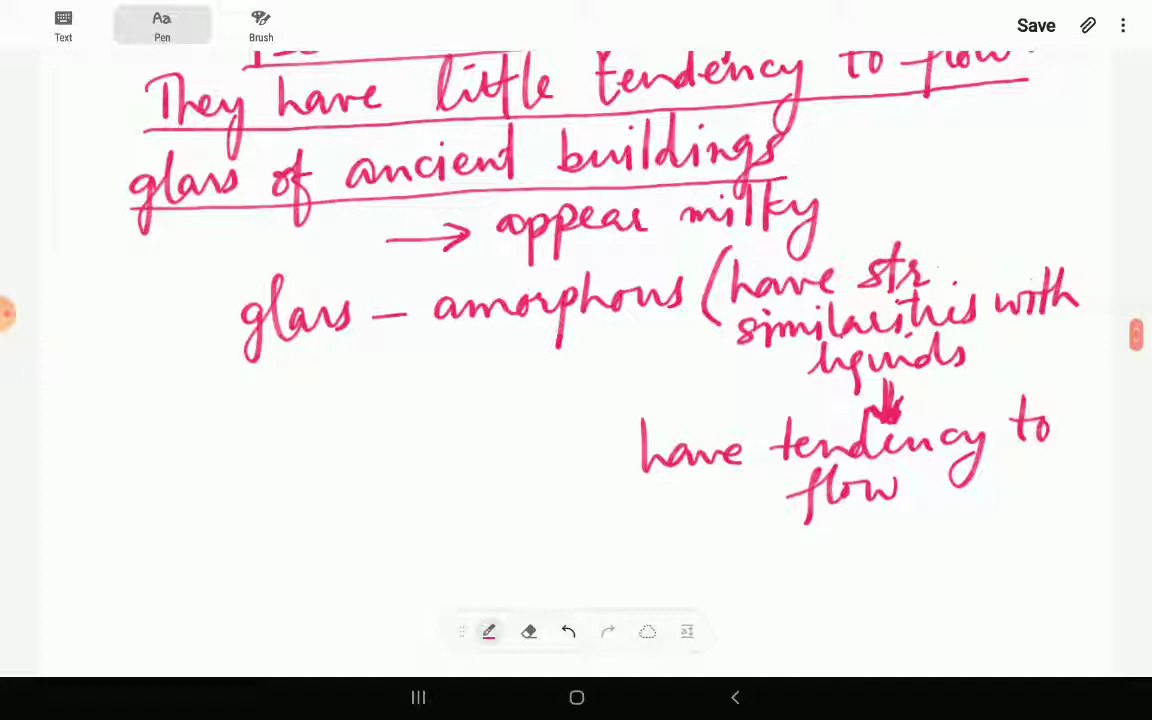 Text
Aa
Pen
Brush
Save
They have little tendency to flow.
glass of ancient buildings
→ appear milky
glass – amorphous (have str
similarities with
liquids
have tendency to
flow